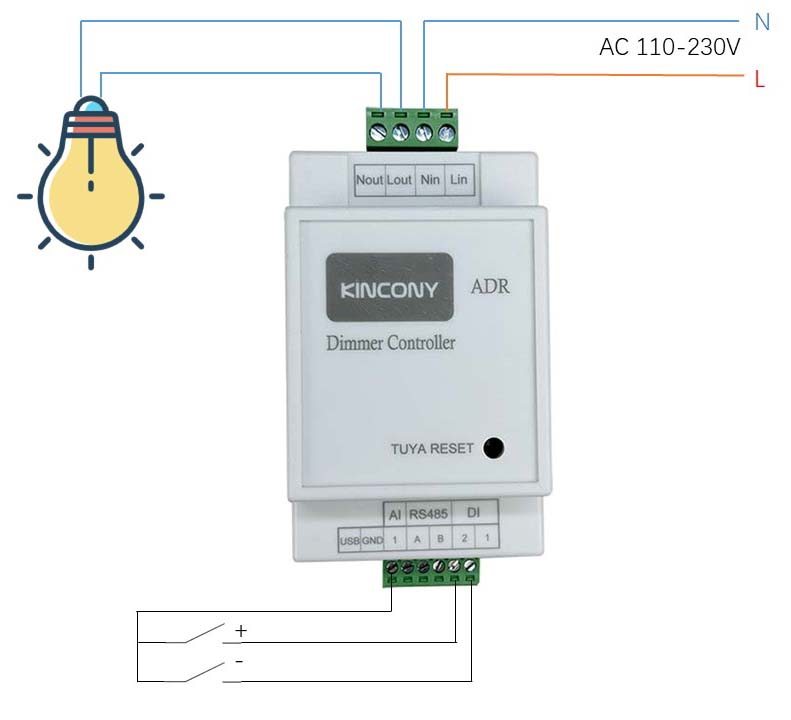 N
AC 110-230V
L
Nout Lout Nin Lin
KINCONY
ADR
Dimmer Controller
TUYA RESET
AI RS485 DI
USB GND 1 A B 2 1
+
-